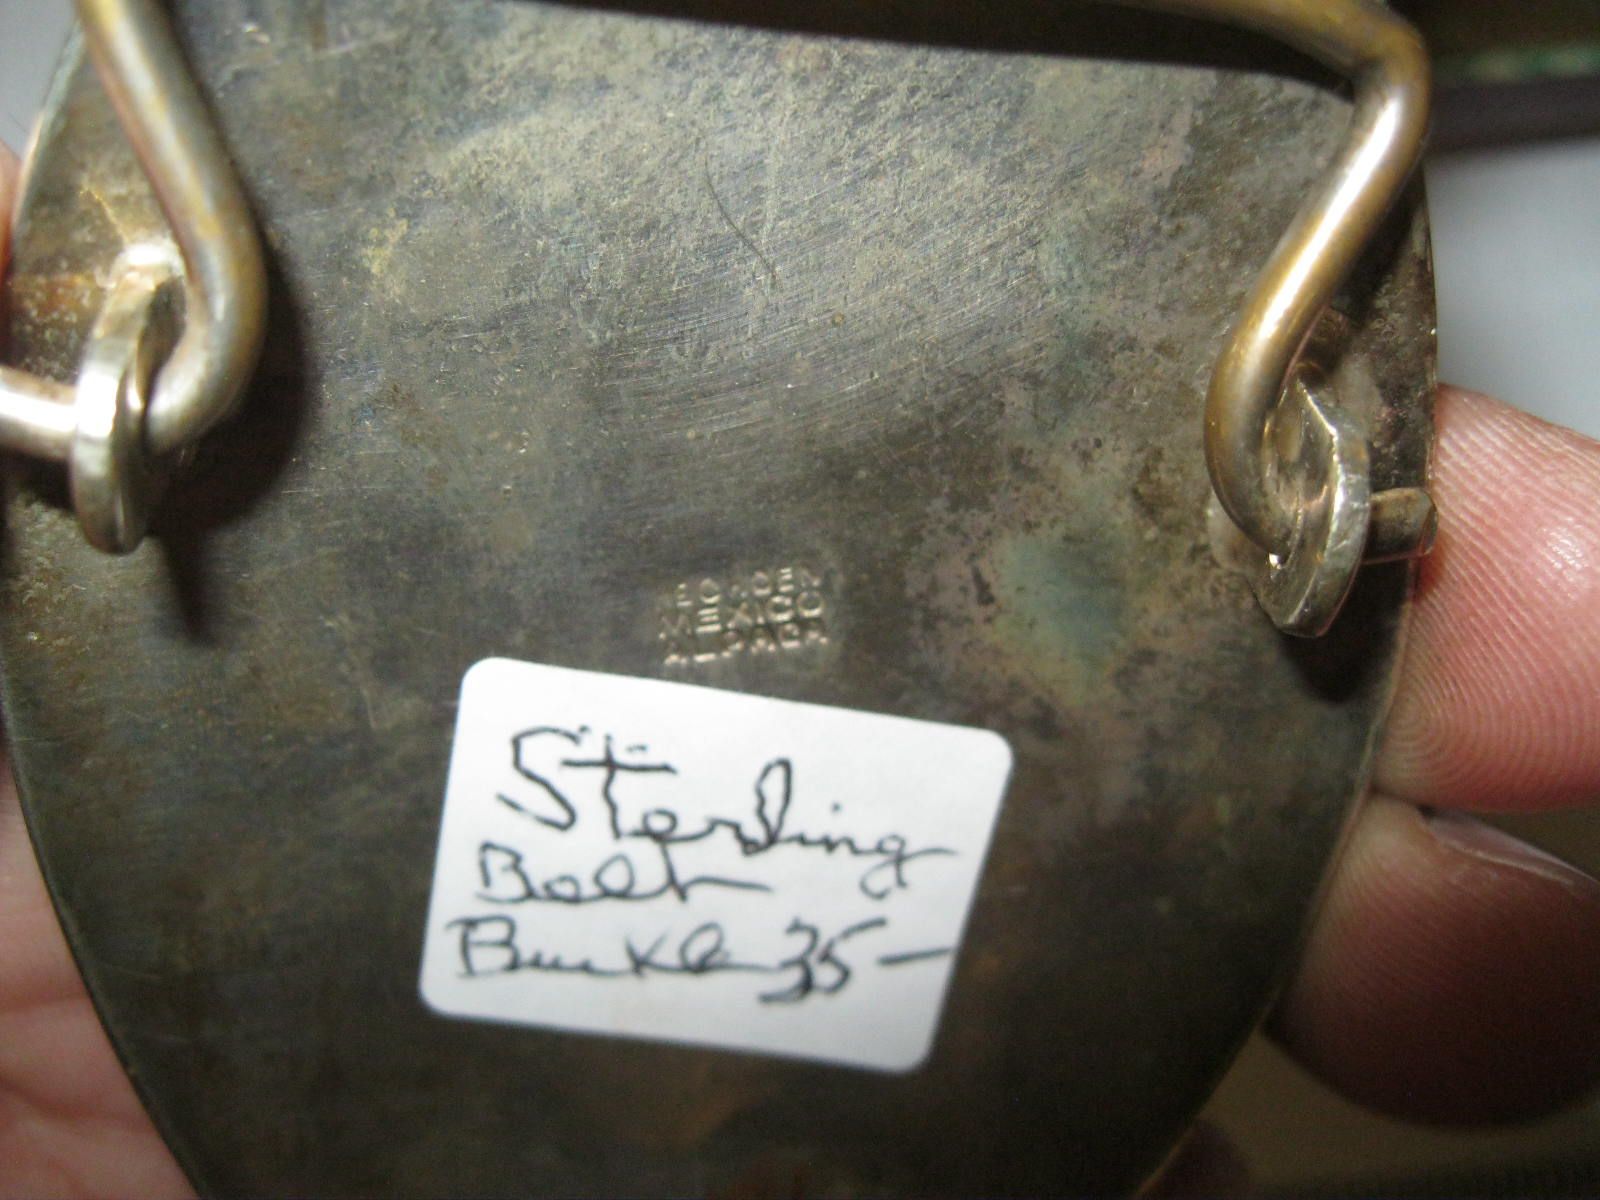 MEXICO
ALPACA
Sterling
Belt
Buckle 35-